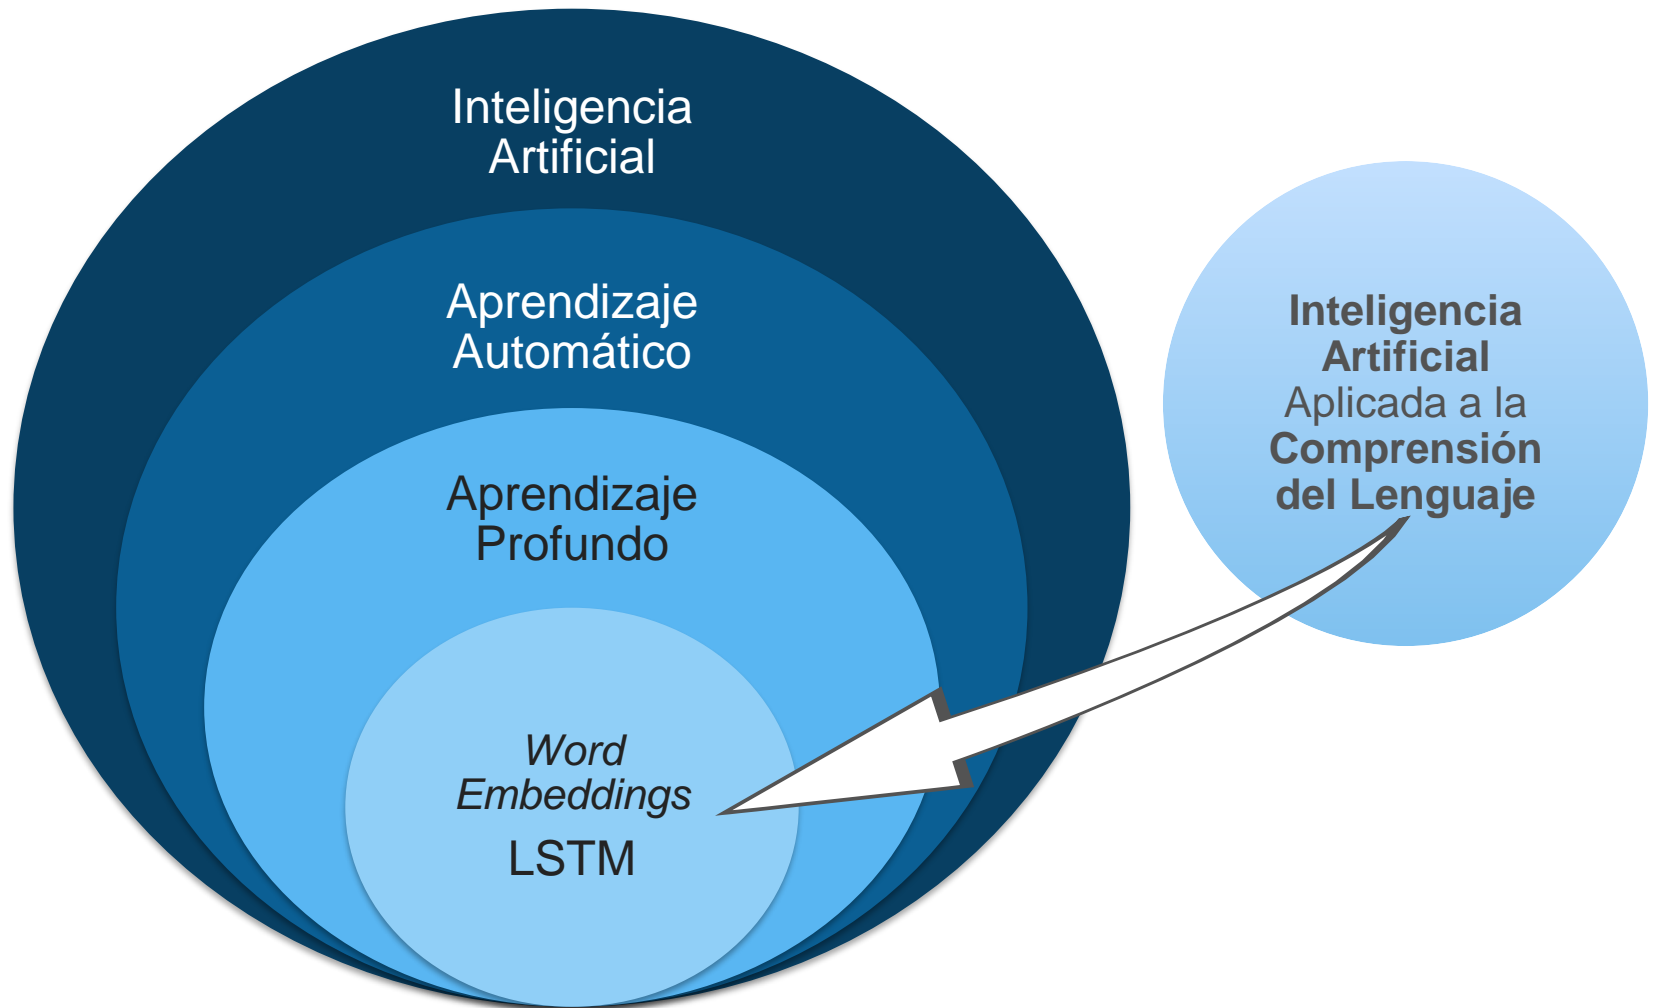 Inteligencia
Artificial
Aprendizaje
Automático
Aprendizaje
Profundo
Word
Embeddings
LSTM
Inteligencia
Artificial
Aplicada a la
Comprensión
del Lenguaje